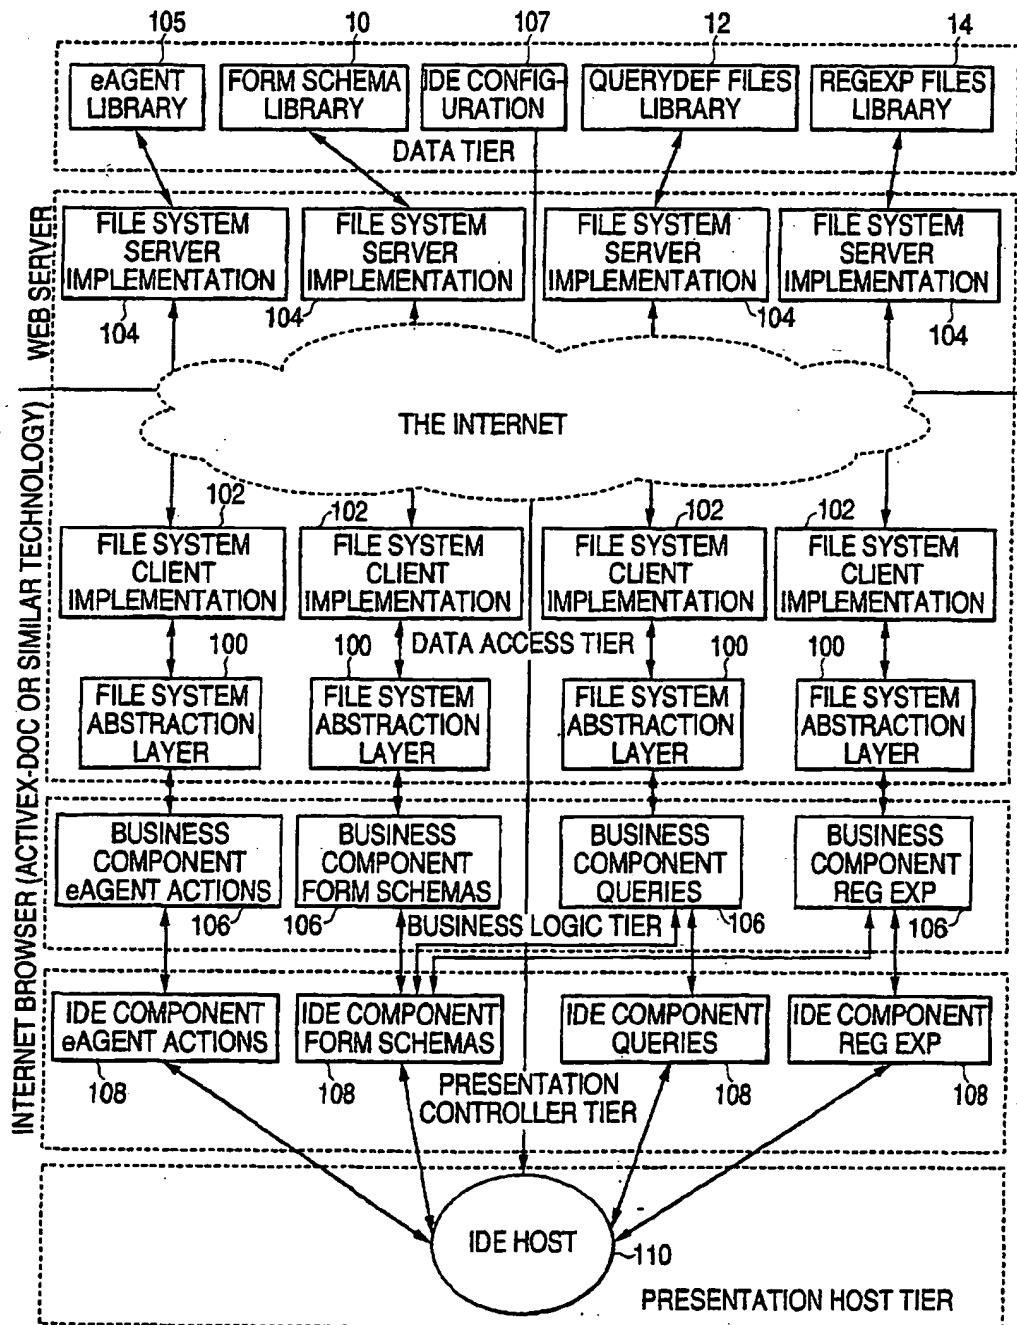 105
10
107
12
14
eAGENT
LIBRARY
FORM SCHEMA
LIBRARY
IDE CONFIG-
URATION
QUERYDEF FILES
LIBRARY
REGEXP FILES
LIBRARY
DATA TIER
WEB SERVER
FILE SYSTEM
SERVER
IMPLEMENTATION
FILE SYSTEM
SERVER
IMPLEMENTATION
FILE SYSTEM
SERVER
IMPLEMENTATION
FILE SYSTEM
SERVER
IMPLEMENTATION
104
104
104
104
THE INTERNET
INTERNET BROWSER (ACTIVEX-DOC OR SIMILAR TECHNOLOGY)
102
102
102
102
FILE SYSTEM
CLIENT
IMPLEMENTATION
FILE SYSTEM
CLIENT
IMPLEMENTATION
FILE SYSTEM
CLIENT
IMPLEMENTATION
FILE SYSTEM
CLIENT
IMPLEMENTATION
DATA ACCESS TIER
100
100
100
100
FILE SYSTEM
ABSTRACTION
LAYER
FILE SYSTEM
ABSTRACTION
LAYER
FILE SYSTEM
ABSTRACTION
LAYER
FILE SYSTEM
ABSTRACTION
LAYER
BUSINESS
COMPONENT
eAGENT ACTIONS
BUSINESS
COMPONENT
FORM SCHEMAS
BUSINESS
COMPONENT
QUERIES
BUSINESS
COMPONENT
REG EXP
106
106
BUSINESS LOGIC TIER
106
106
IDE COMPONENT
eAGENT ACTIONS
IDE COMPONENT
FORM SCHEMAS
IDE COMPONENT
QUERIES
IDE COMPONENT
REG EXP
108
108
108
108
PRESENTATION
CONTROLLER TIER
IDE HOST
110
PRESENTATION HOST TIER